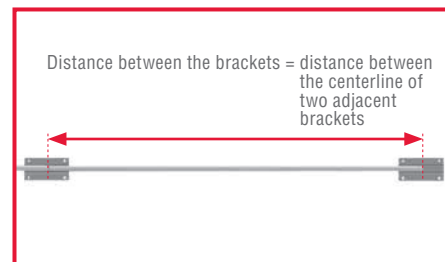 Distance between the brackets = distance between
the centerline of
two adjacent
brackets